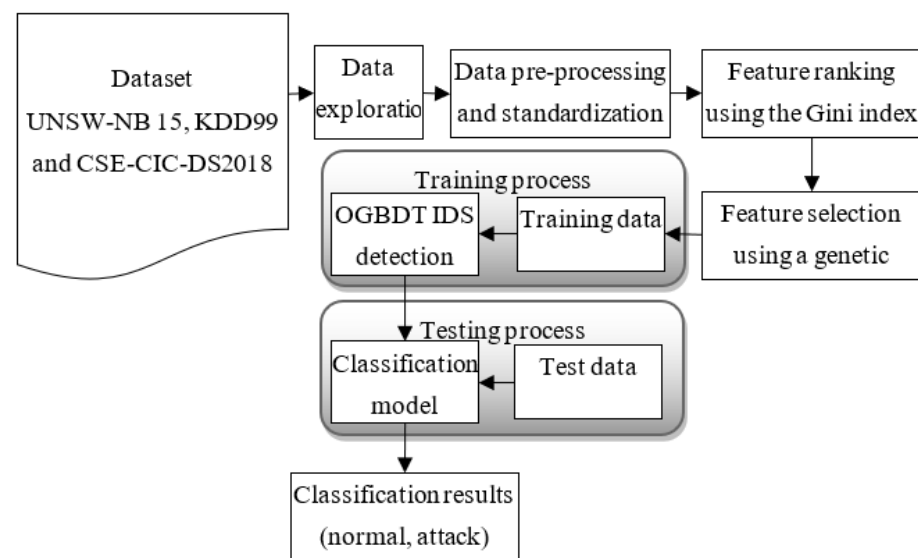 Dataset
UNSW-NB 15, KDD99
and CSE-CIC-DS2018
Data
exploratio
Data pre-processing
and standardization
Feature ranking
using the Gini index
Feature selection
using a genetic
Training process
Training data
OGBDT IDS
detection
Testing process
Test data
Classification
model
Classification results
(normal, attack)